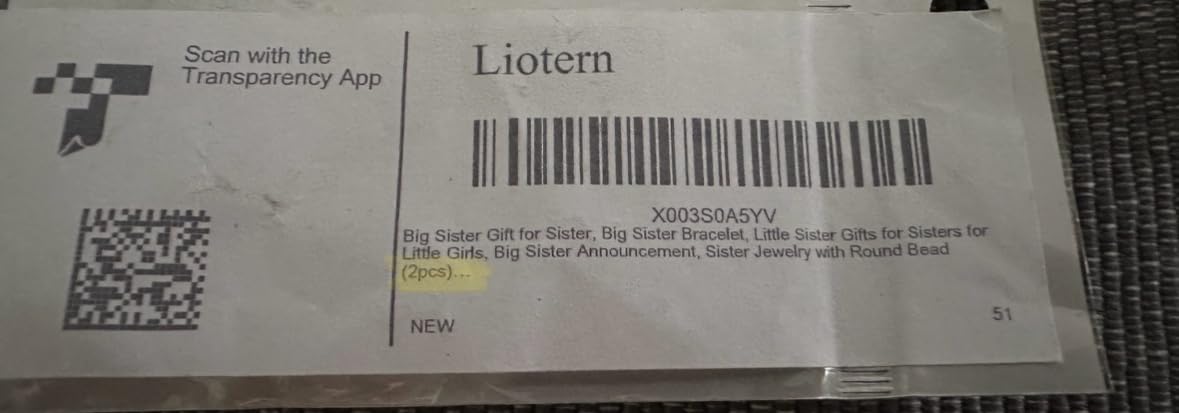 Scan with the
Transparency App
Liotern
X003S0A5YV
Big Sister Gift for Sister, Big Sister Bracelet, Little Sister Gifts for Sisters for
Little Girls, Big Sister Announcement, Sister Jewelry with Round Bead
(2pcs)...
NEW
51